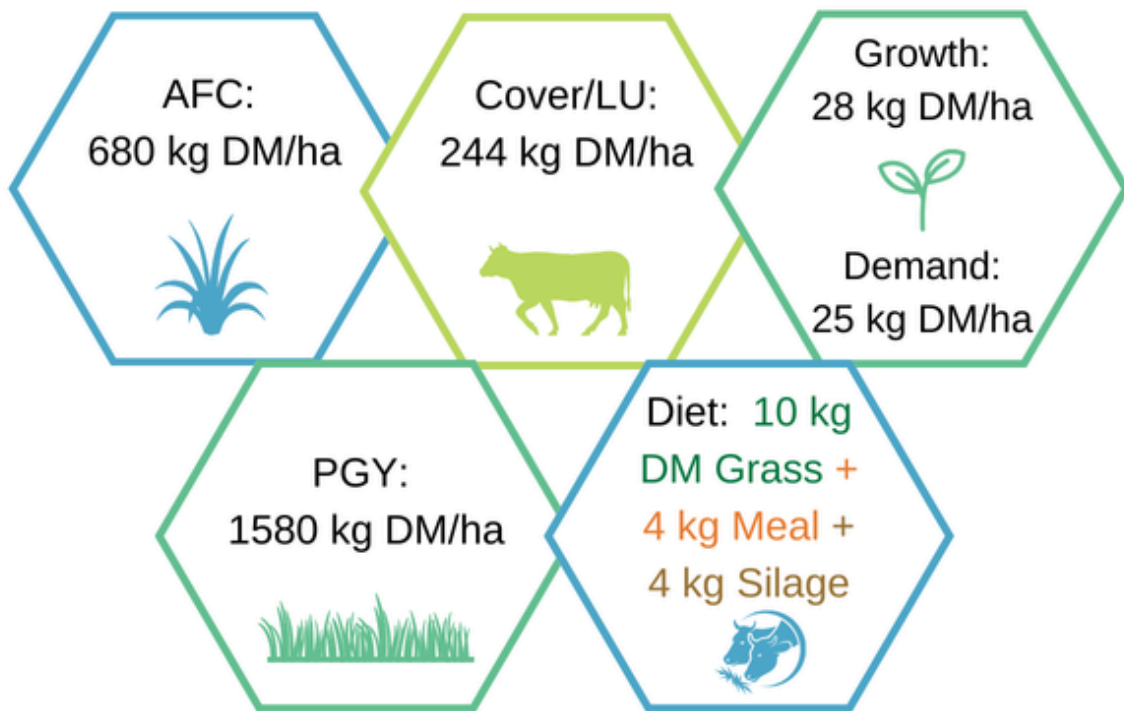 AFC:
680 kg DM/ha
Cover/LU:
244 kg DM/ha
Growth:
28 kg DM/ha
Demand:
25 kg DM/ha
PGY:
1580 kg DM/ha
Diet: 10 kg
DM Grass +
4 kg Meal +
4 kg Silage